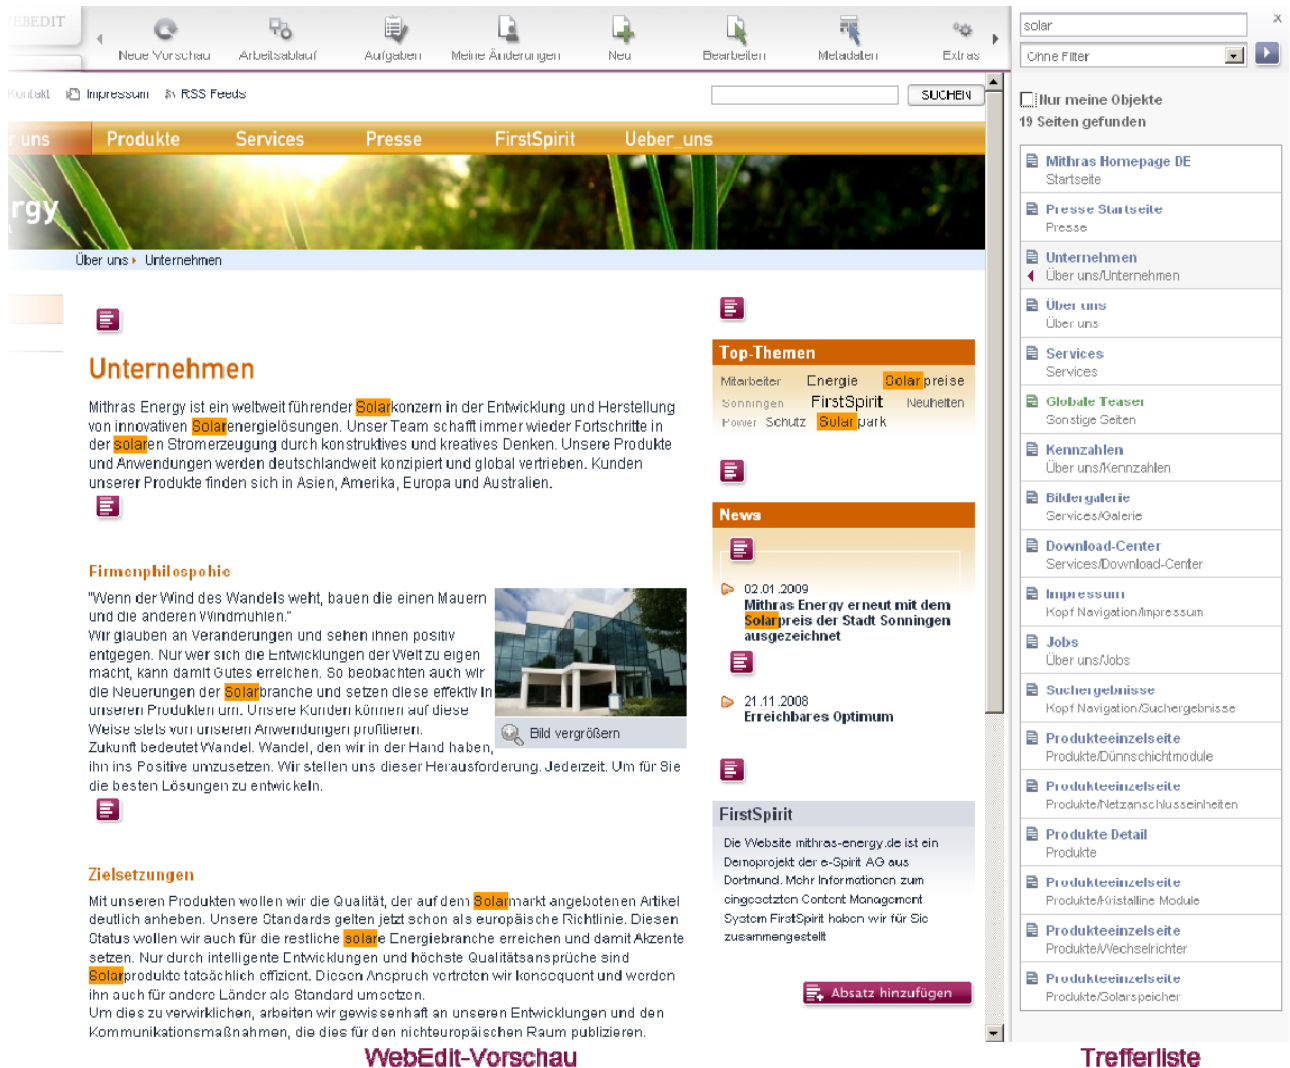 WEBEDIT
Neue Vorschau
Arbeitsablauf
Aufgaben
Meine Änderungen
Neu
Bearbeiten
Metadaten
Extras
Kontakt Impressum RSS Feeds
SUCHEN
r uns Produkte Services Presse FirstSpirit Ueber_uns
rgy
Über uns Unternehmen
Unternehmen
Mithras Energy ist ein weltweit führender Solarkonzern in der Entwicklung und Herstellung
von innovativen Solarenergielösungen. Unser Team schafft immer wieder Fortschritte in
der solaren Stromerzeugung durch konstruktives und kreatives Denken. Unsere Produkte
und Anwendungen werden deutschlandweit konzipiert und global vertrieben. Kunden
unserer Produkte finden sich in Asien, Amerika, Europa und Australien.
Firmenphilospohie
"Wenn der Wind des Wandels weht, bauen die einen Mauern
und die anderen Windmühlen."
Wir glauben an Veränderungen und sehen ihnen positiv
entgegen. Nur wer sich die Entwicklungen der Welt zu eigen
macht, kann damit Gutes erreichen. So beobachten auch wir
die Neuerungen der Solarbranche und setzen diese effektiv in
unseren Produkten um. Unsere Kunden können auf diese
Weise stets von unseren Anwendungen profitieren.
Zukunft bedeutet Wandel. Wandel, den wir in der Hand haben,
ihn ins Positive umzusetzen. Wir stellen uns dieser Herausforderung. Jederzeit. Um für Sie
die besten Lösungen zu entwickeln.
Bild vergrößern
Zielsetzungen
Mit unseren Produkten wollen wir die Qualität, der auf dem Solarmarkt angebotenen Artikel
deutlich anheben. Unsere Standards gelten jetzt schon als europäische Richtlinie. Diesen
Status wollen wir auch für die restliche solare Energiebranche erreichen und damit Akzente
setzen. Nur durch intelligente Entwicklungen und höchste Qualitätsansprüche sind
Solarprodukte tatsächlich effizient. Diesen Anspruch vertreten wir konsequent und werden
ihn auch für andere Länder als Standard umsetzen.
Um dies zu verwirklichen, arbeiten wir gewissenhaft an unseren Entwicklungen und den
Kommunikationsmaßnahmen, die dies für den nichteuropäischen Raum publizieren.
Top-Themen
Mitarbeiter Energie Solarpreise
Sonningen FirstSpirit Neuheiten
Power Schutz Solarpark
News
02.01.2009
Mithras Energy erneut mit dem
Solarpreis der Stadt Sonningen
ausgezeichnet
21.11.2008
Erreichbares Optimum
FirstSpirit
Die Website mithras-energy.de ist ein
Demoprojekt der e-Spirit AG aus
Dortmund. Mehr Informationen zum
eingesetzten Content Management
System FirstSpirit haben wir für Sie
zusammengestellt
Absatz hinzufügen
solar
x
Ohne Filter
Nur meine Objekte
19 Seiten gefunden
Mithras Homepage DE
Startseite
Presse Startseite
Presse
Unternehmen
Über uns/Unternehmen
Über uns
Über uns
Services
Services
Globale Teaser
Sonstige Seiten
Kennzahlen
Über uns/Kennzahlen
Bildergalerie
Services/Galerie
Download-Center
Services/Download-Center
Impressum
Kopf Navigation/Impressum
Jobs
Über uns/Jobs
Suchergebnisse
Kopf Navigation/Suchergebnisse
Produkteeinzelseite
Produkte/Dünnschichtmodule
Produkteeinzelseite
Produkte/Netzanschlusseinheiten
Produkte Detail
Produkte
Produkteeinzelseite
Produkte/Kristalline Module
Produkteeinzelseite
Produkte/Wechselrichter
Produkteeinzelseite
Produkte/Solarspeicher
WebEdit-Vorschau
Trefferliste